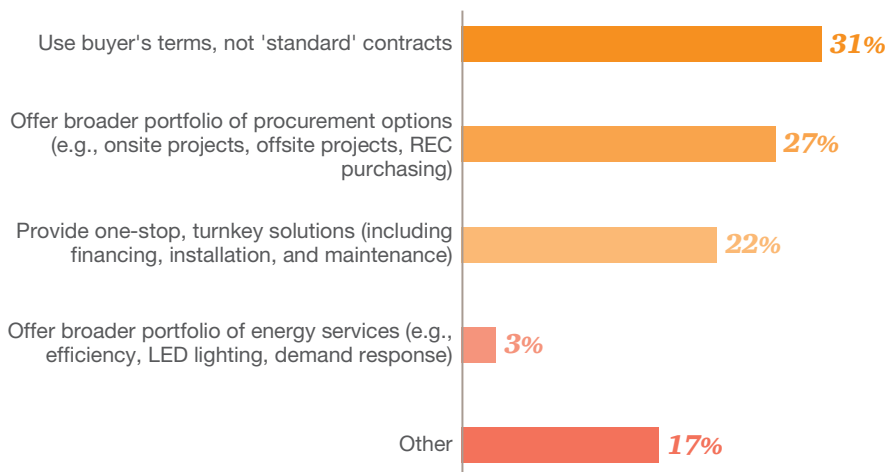 Use buyer's terms, not 'standard' contracts
31%
Offer broader portfolio of procurement options
(e.g., onsite projects, offsite projects, REC
purchasing)
27%
Provide one-stop, turnkey solutions (including
financing, installation, and maintenance)
22%
Offer broader portfolio of energy services (e.g.,
efficiency, LED lighting, demand response)
3%
Other
17%